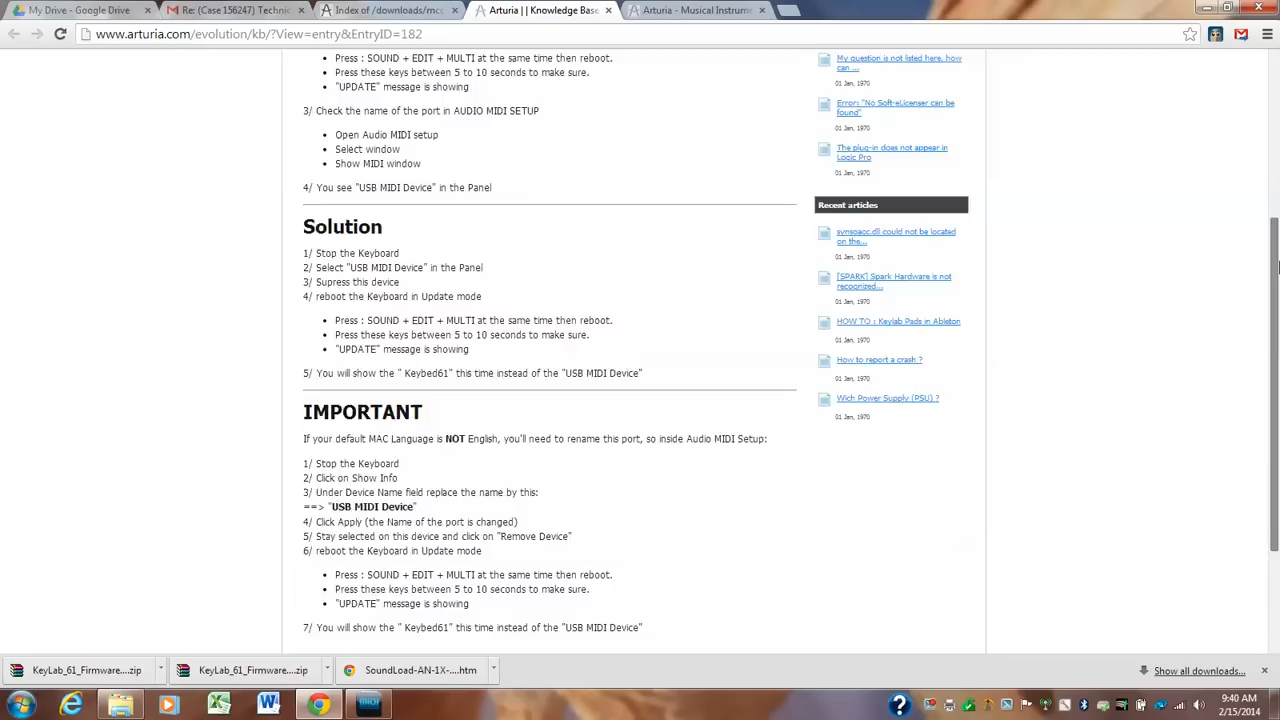 My Drive - Google Drive
Re: (Case 156247) Technic
Index of /downloads/mcc
Arturia | | Knowledge Base
Arturia - Musical Instrume
www.arturia.com/evolution/kb/?View=entry&EntryID=182
• Press : SOUND + EDIT + MULTI at the same time then reboot.
• Press these keys between 5 to 10 seconds to make sure.
• "UPDATE" message is showing
3/ Check the name of the port in AUDIO MIDI SETUP
• Open Audio MIDI setup
• Select window
• Show MIDI window
4/ You see "USB MIDI Device" in the Panel
Solution
1/ Stop the Keyboard
2/ Select "USB MIDI Device" in the Panel
3/ Supress this device
4/ reboot the Keyboard in Update mode
• Press : SOUND + EDIT + MULTI at the same time then reboot.
• Press these keys between 5 to 10 seconds to make sure.
• "UPDATE" message is showing
5/ You will show the " Keybed61" this time instead of the "USB MIDI Device"
IMPORTANT
If your default MAC Language is NOT English, you'll need to rename this port, so inside Audio MIDI Setup:
1/ Stop the Keyboard
2/ Click on Show Info
3/ Under Device Name field replace the name by this:
==> "USB MIDI Device"
4/ Click Apply (the Name of the port is changed)
5/ Stay selected on this device and click on "Remove Device"
6/ reboot the Keyboard in Update mode
• Press : SOUND + EDIT + MULTI at the same time then reboot.
• Press these keys between 5 to 10 seconds to make sure.
• "UPDATE" message is showing
7/ You will show the " Keybed61" this time instead of the "USB MIDI Device"
My question is not listed here, how
can ...
01 Jan, 1970
Error: "No Soft-eLicenser can be
found"
01 Jan, 1970
The plug-in does not appear in
Logic Pro
01 Jan, 1970
Recent articles
synsoacc.dll could not be located
on the...
01 Jan, 1970
[SPARK] Spark Hardware is not
recognized...
01 Jan, 1970
HOW TO : Keylab Pads in Ableton
01 Jan, 1970
How to report a crash ?
01 Jan, 1970
Wich Power Supply (PSU) ?
01 Jan, 1970
KeyLab_61_Firmware....zip
KeyLab_61_Firmware....zip
SoundLoad-AN-1X-....htm
Show all downloads...
9:40 AM
2/15/2014